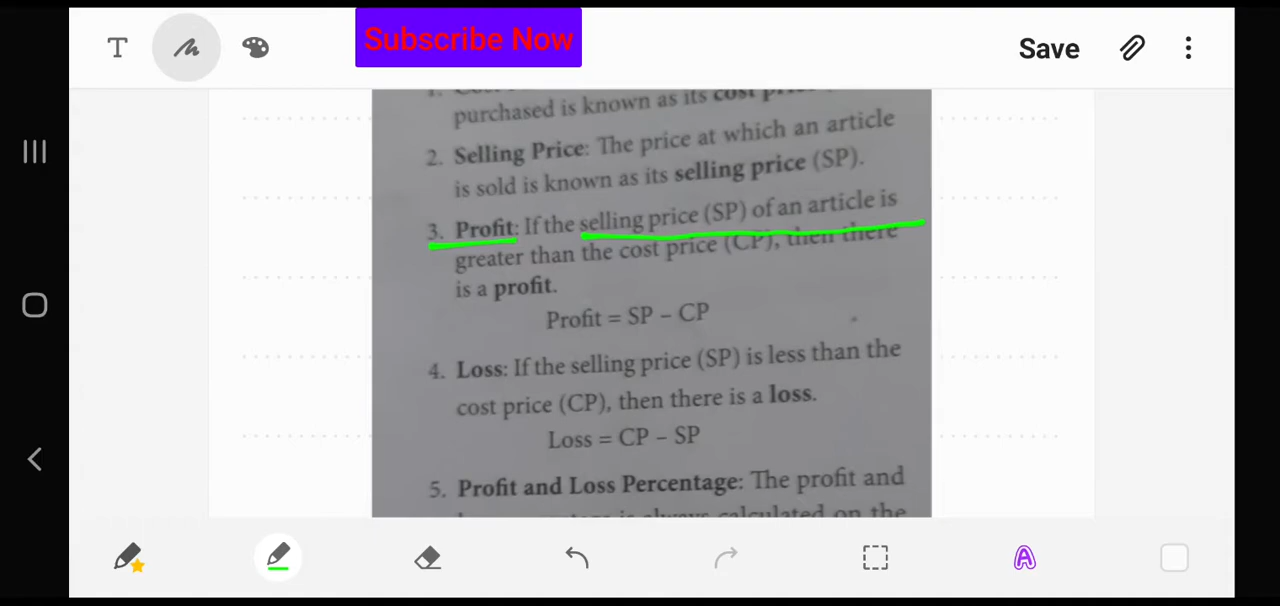 Subscribe Now
Save
purchased is known as its cost
2. Selling Price: The price at which an article
is sold is known as its selling price (SP).
3. Profit: If the selling price (SP) of an article is
greater than the cost price (CP), then there
is a profit.
Profit = SP – CP
4. Loss: If the selling price (SP) is less than the
cost price (CP), then there is a loss.
Loss = CP – SP
5. Profit and Loss Percentage: The profit and
calculated on the